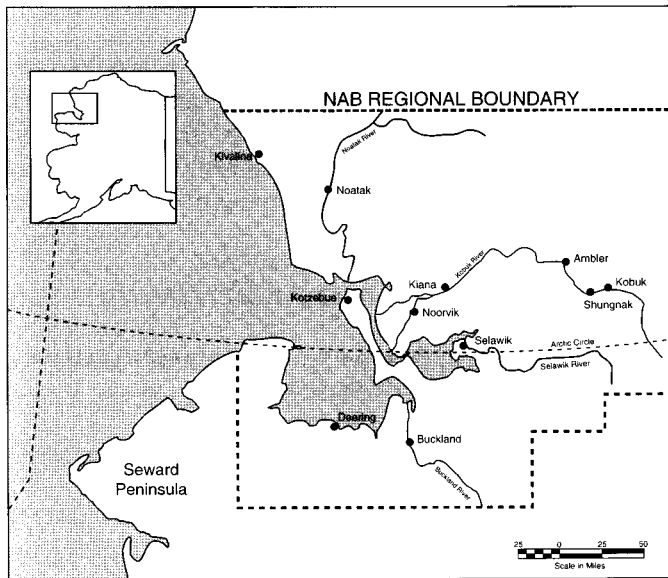 NAB REGIONAL BOUNDARY
Noatak River
Kivalina
Noatak
Ambler
Kobuk River
Kiana
Kobuk
Shungnak
Kotzebue
Noorvik
Selawik
Arctic Circle
Selawik River
Deering
Buckland
Seward
Peninsula
Buckland River
25 0 25 50
Scale in Miles